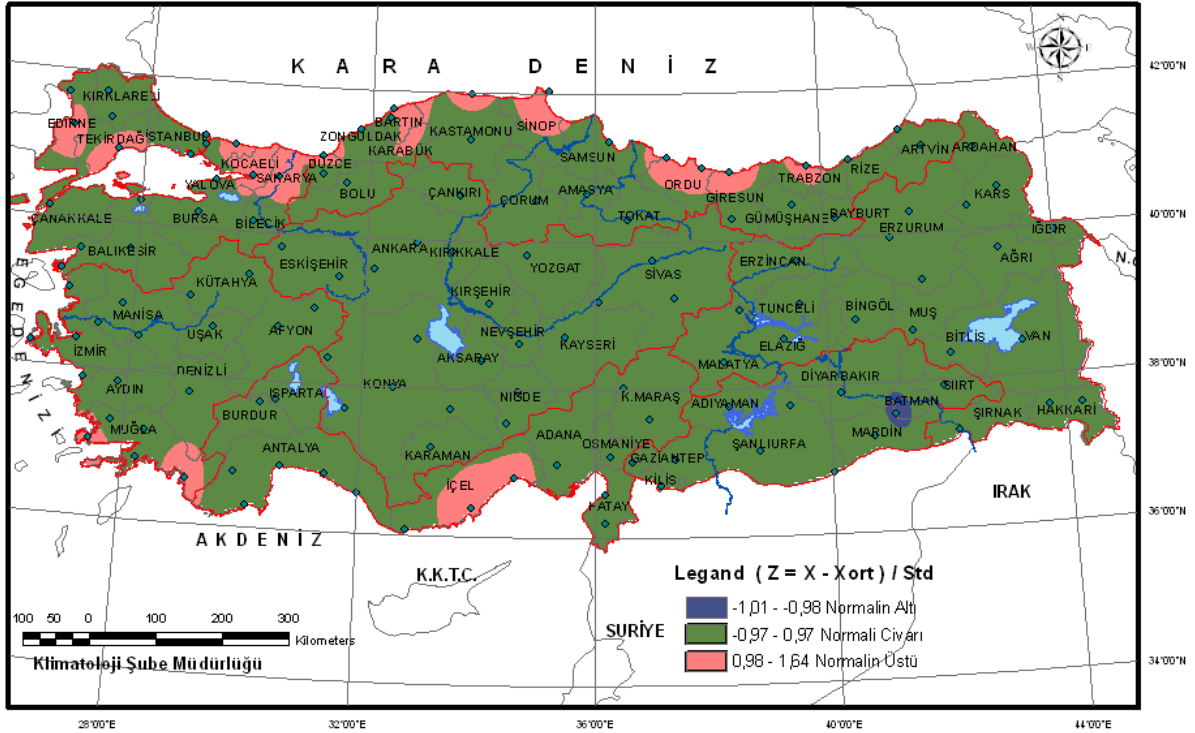 K A R A D E N İ Z
N
W E
S
42°00"N
KIRKLARELİ
EDİRNE
TEKİRDAĞ
İSTANBUL
KOCAELİ
SAKARYA
YALOVA
DÜZCE
ZONGULDAK
BARTIN
KARABÜK
KASTAMONU
SİNOP
SAMSUN
BOLU
ÇANKIRI
ÇORUM
AMASYA
TOKAT
ORDU
GİRESUN
TRABZON
RİZE
ARTVİN
ARDAHAN
KARS
GÜMÜŞHANE
BAYBURT
ERZURUM
IĞDIR
AĞRI
N.
40°00"N
ÇANAKKALE
BURSA
BİLECİK
BALIKESİR
ESKİŞEHİR
ANKARA
KIRIKKALE
YOZGAT
SİVAS
ERZİNCAN
KÜTAHYA
KIRŞEHİR
TUNCELİ
BİNGÖL
MUŞ
MANİSA
UŞAK
AFYON
NEVŞEHİR
KAYSERİ
ELAZIĞ
BİTLİS
VAN
E G E D E N İ Z İ
İZMİR
AKSARAY
MALATYA
38°00"N
AYDIN
DENİZLİ
ISPARTA
KONYA
NİĞDE
K.MARAŞ
DİYARBAKIR
SİİRT
BURDUR
ADIYAMAN
BATMAN
ŞIRNAK
HAKKARİ
MUĞLA
ANTALYA
KARAMAN
ADANA
OSMANİYE
GAZİANTEP
ŞANLIURFA
MARDİN
İÇEL
KİLİS
HATAY
IRAK
36°00"N
A K D E N İ Z
K.K.T.C.
SURİYE
Legand ( Z = X - Xort ) / Std
-1,01 - -0,98 Normalin Altı
-0,97 - 0,97 Normali Civarı
0,98 - 1,64 Normalin Üstü
100 50 0 100 200 300
Kilometers
Klimatoloji Şube Müdürlüğü
34°00"N
28°00"E 32°00"E 36°00"E 40°00"E 44°00"E